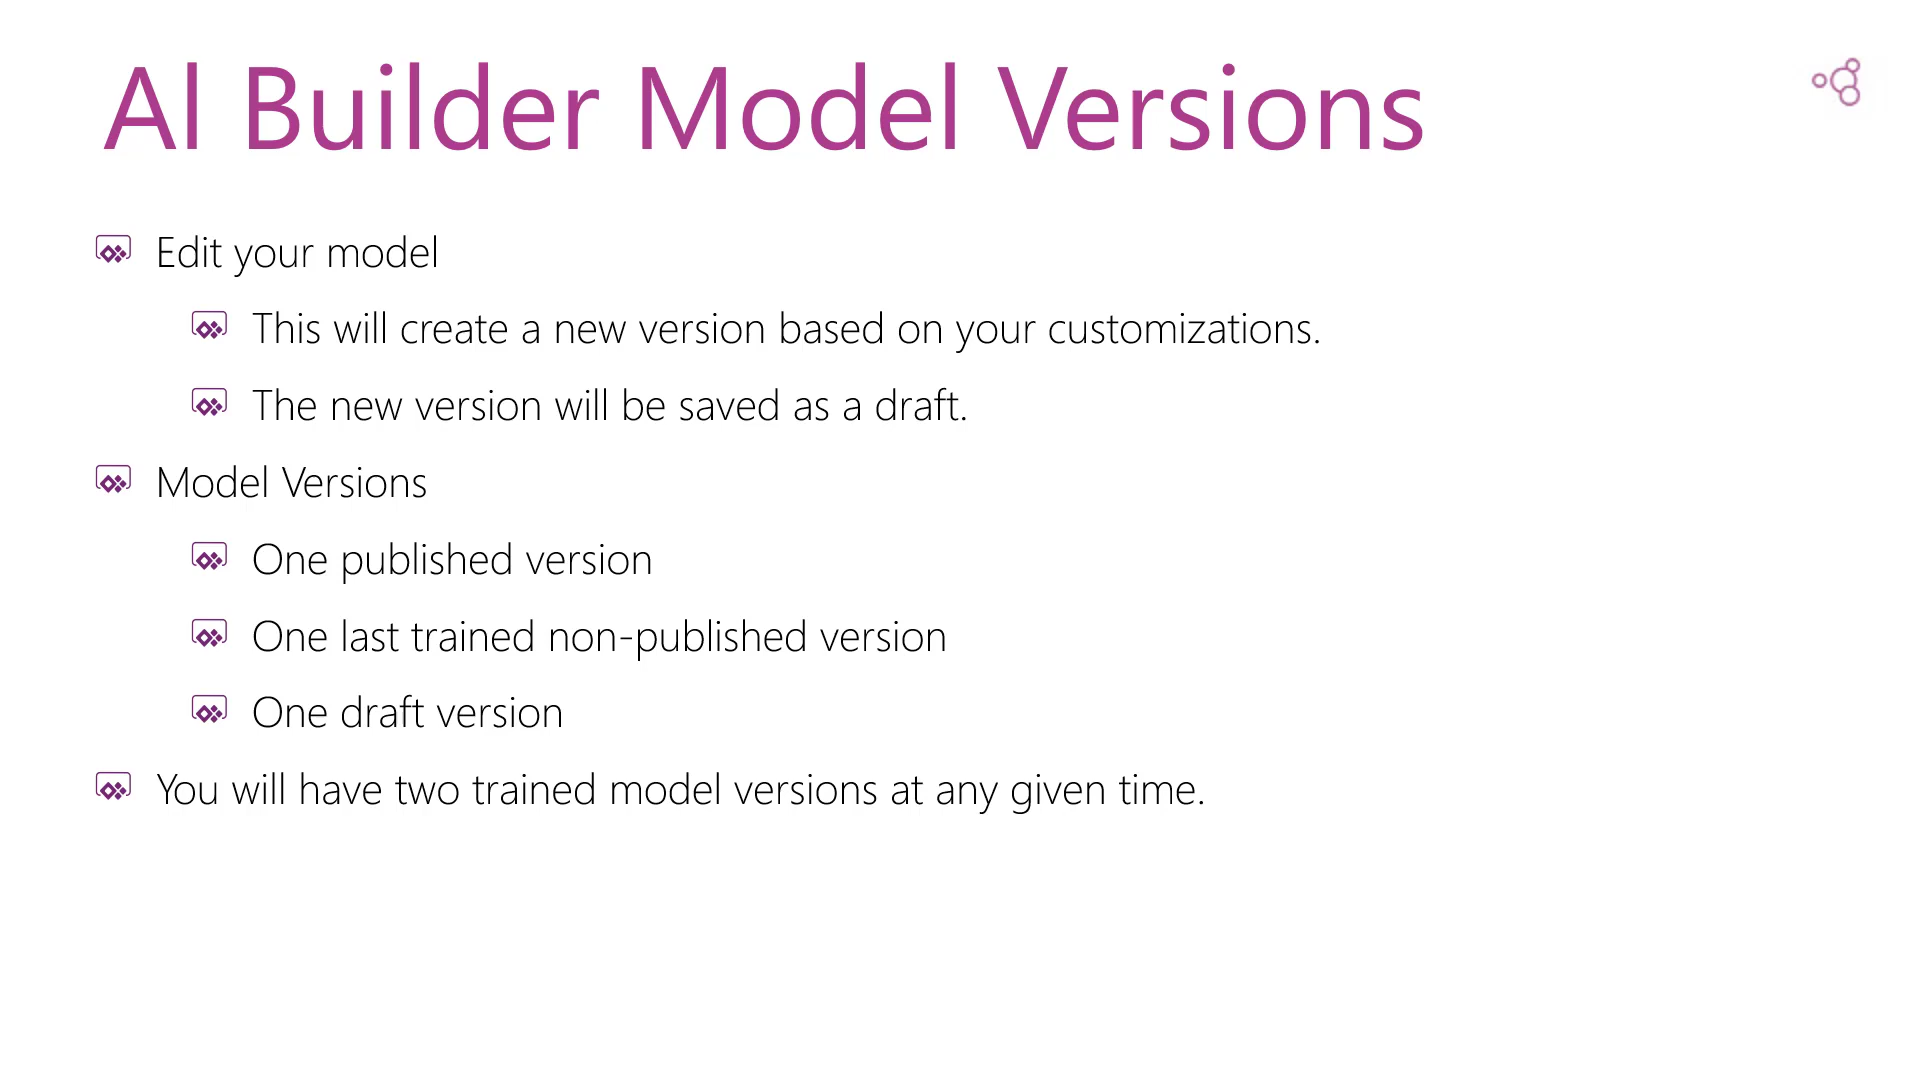 AI Builder Model Versions
Edit your model
This will create a new version based on your customizations.
The new version will be saved as a draft.
Model Versions
One published version
One last trained non-published version
One draft version
You will have two trained model versions at any given time.